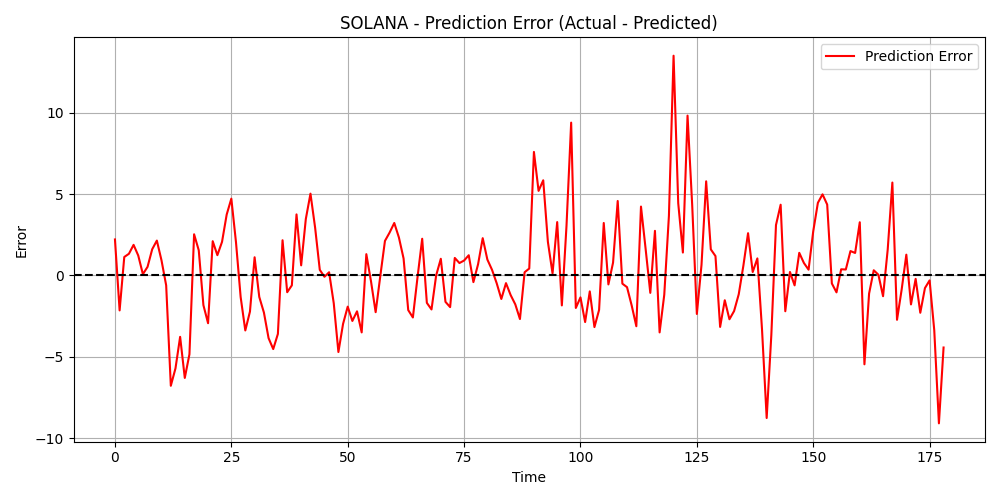 SOLANA - Prediction Error (Actual - Predicted)
Prediction Error
Error
10
5
0
−5
−10
0 25 50 75 100 125 150 175
Time